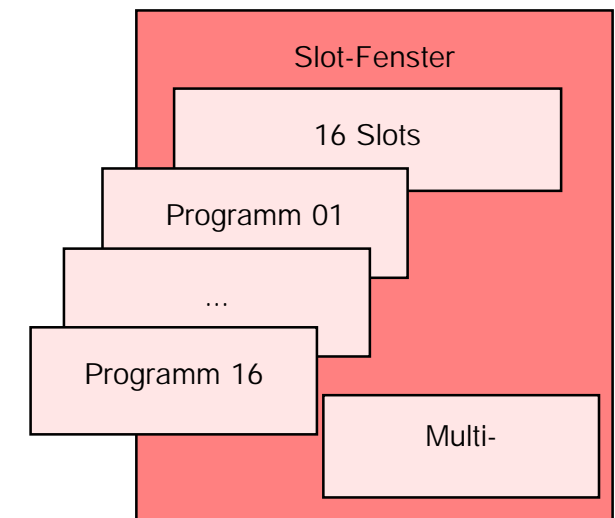 Slot-Fenster
16 Slots
Programm 01
...
Programm 16
Multi-